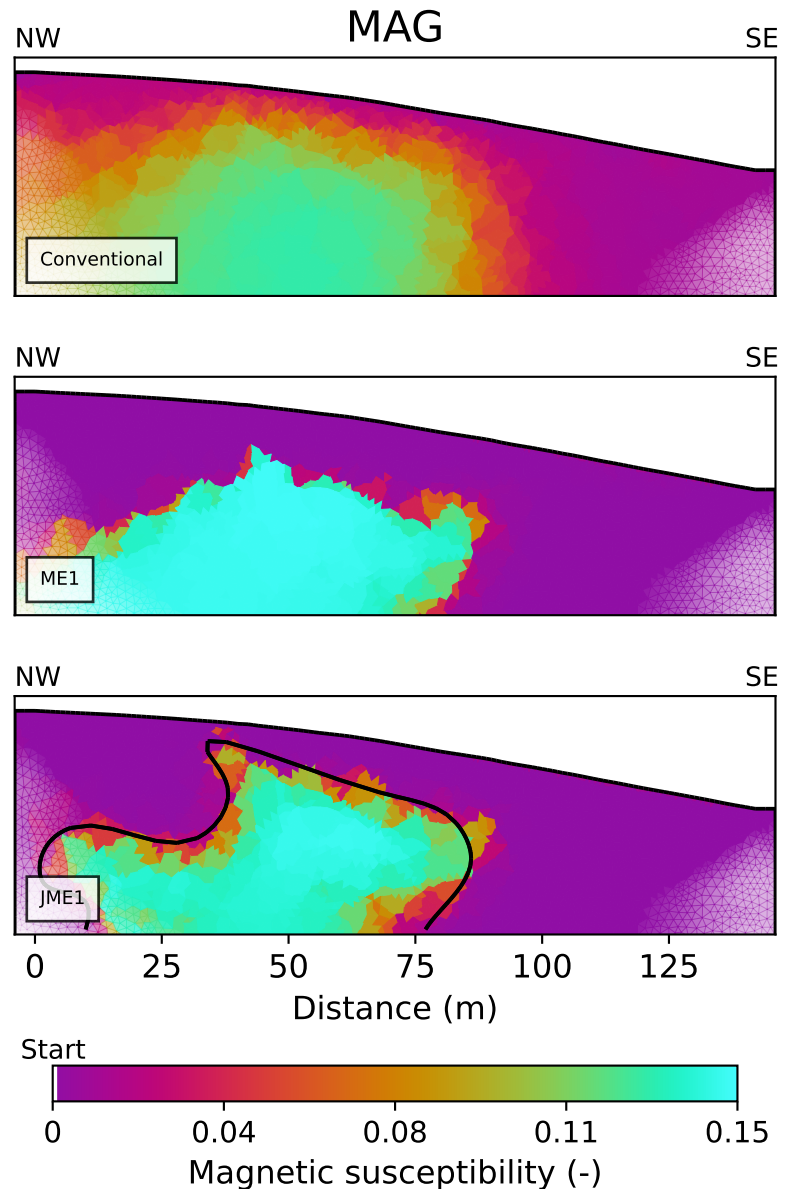 MAG
NW SE
Conventional
NW SE
ME1
NW SE
JME1
0 25 50 75 100 125
Distance (m)
Start
0 0.04 0.08 0.11 0.15
Magnetic susceptibility (-)